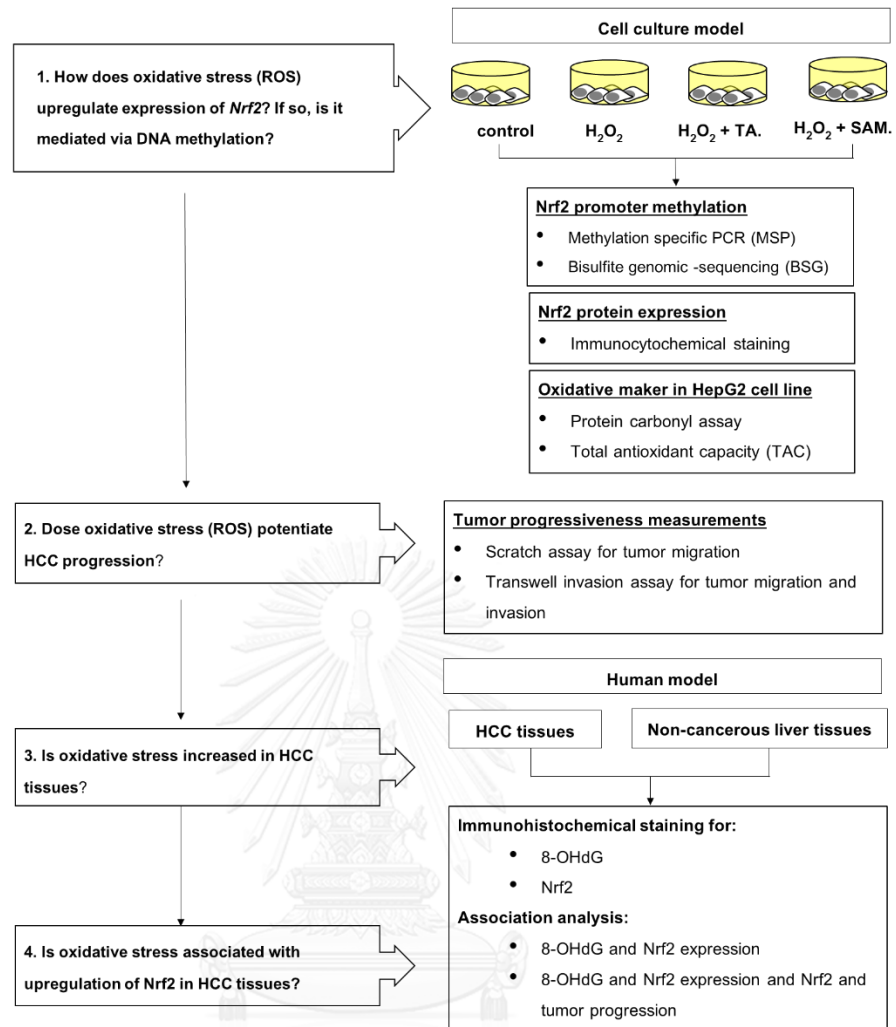 Cell culture model
1. How does oxidative stress (ROS)
upregulate expression of Nrf2? If so, is it
mediated via DNA methylation?
control
H2O2
H2O2 + TA.
H2O2 + SAM.
Nrf2 promoter methylation
• Methylation specific PCR (MSP)
• Bisulfite genomic -sequencing (BSG)
Nrf2 protein expression
• Immunocytochemical staining
Oxidative maker in HepG2 cell line
• Protein carbonyl assay
• Total antioxidant capacity (TAC)
2. Dose oxidative stress (ROS) potentiate
HCC progression?
Tumor progressiveness measurements
• Scratch assay for tumor migration
• Transwell invasion assay for tumor migration and
invasion
Human model
HCC tissues
Non-cancerous liver tissues
3. Is oxidative stress increased in HCC
tissues?
Immunohistochemical staining for:
• 8-OHdG
• Nrf2
Association analysis:
• 8-OHdG and Nrf2 expression
• 8-OHdG and Nrf2 expression and Nrf2 and
tumor progression
4. Is oxidative stress associated with
upregulation of Nrf2 in HCC tissues?